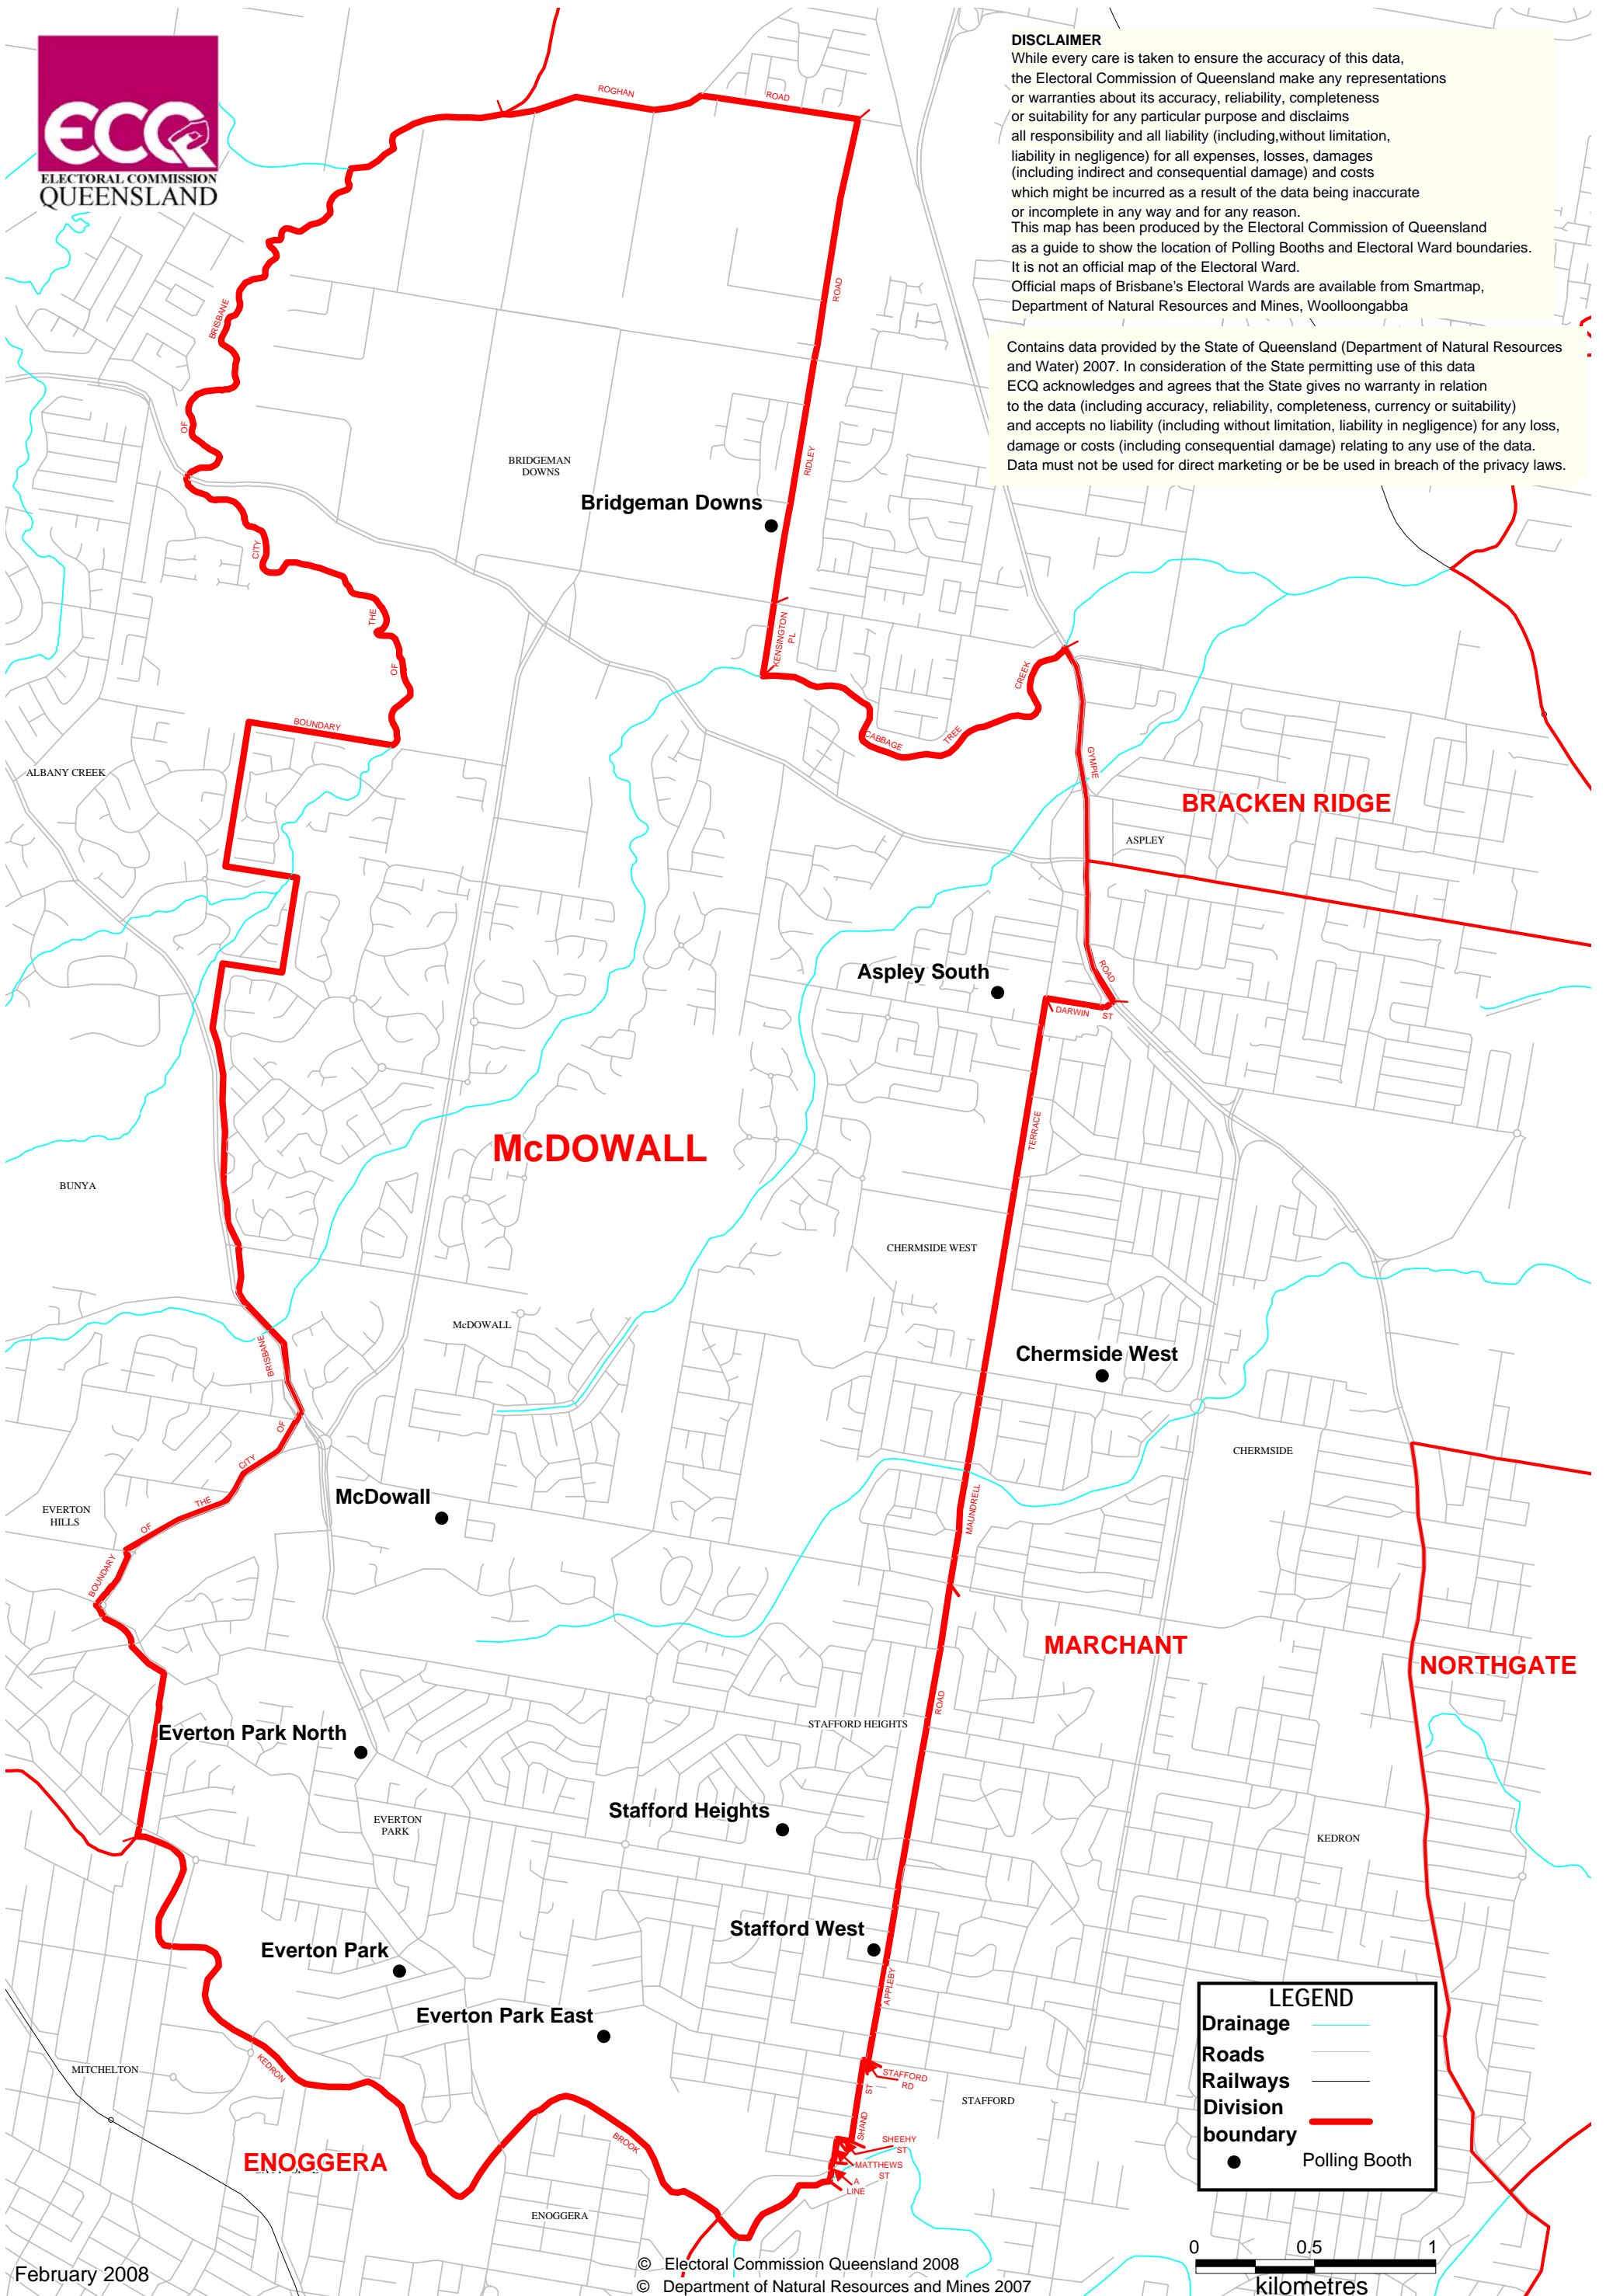 ECQ
ELECTORAL COMMISSION
QUEENSLAND
DISCLAIMER
While every care is taken to ensure the accuracy of this data,
the Electoral Commission of Queensland make any representations
or warranties about its accuracy, reliability, completeness
or suitability for any particular purpose and disclaims
all responsibility and all liability (including,without limitation,
liability in negligence) for all expenses, losses, damages
(including indirect and consequential damage) and costs
which might be incurred as a result of the data being inaccurate
or incomplete in any way and for any reason.
This map has been produced by the Electoral Commission of Queensland
as a guide to show the location of Polling Booths and Electoral Ward boundaries.
It is not an official map of the Electoral Ward.
Official maps of Brisbane's Electoral Wards are available from Smartmap,
Department of Natural Resources and Mines, Woolloongabba
Contains data provided by the State of Queensland (Department of Natural Resources
and Water) 2007. In consideration of the State permitting use of this data
ECQ acknowledges and agrees that the State gives no warranty in relation
to the data (including accuracy, reliability, completeness, currency or suitability)
and accepts no liability (including without limitation, liability in negligence) for any loss,
damage or costs (including consequential damage) relating to any use of the data.
Data must not be used for direct marketing or be be used in breach of the privacy laws.
ROGHAN
ROAD
BRISBANE
ROAD
OF
RIDLEY
BRIDGEMAN
DOWNS
Bridgeman Downs
CITY
THE
OF
KENSINGTON
PL
CREEK
TREE
CABBAGE
BOUNDARY
GYMPIE
ALBANY CREEK
BRACKEN RIDGE
ASPLEY
Aspley South
ROAD
DARWIN
ST
TERRACE
McDOWALL
BUNYA
CHERMSIDE WEST
McDOWALL
BRISBANE
Chermside West
OF
CITY
CHERMSIDE
THE
McDowall
EVERTON
HILLS
OF
MAUNDRELL
BOUNDARY
MARCHANT
NORTHGATE
ROAD
STAFFORD HEIGHTS
Everton Park North
Stafford Heights
EVERTON
PARK
KEDRON
Stafford West
Everton Park
APPLEBY
Everton Park East
LEGEND
Drainage
Roads
Railways
Division
boundary
Polling Booth
MITCHELTON
KEDRON
STAFFORD
RD
ST
STAFFORD
SHAND
BROOK
SHEEHY
ST
MATTHEWS
ST
A
LINE
ENOGGERA
ENOGGERA
0 0.5 1
kilometres
February 2008
© Electoral Commission Queensland 2008
© Department of Natural Resources and Mines 2007